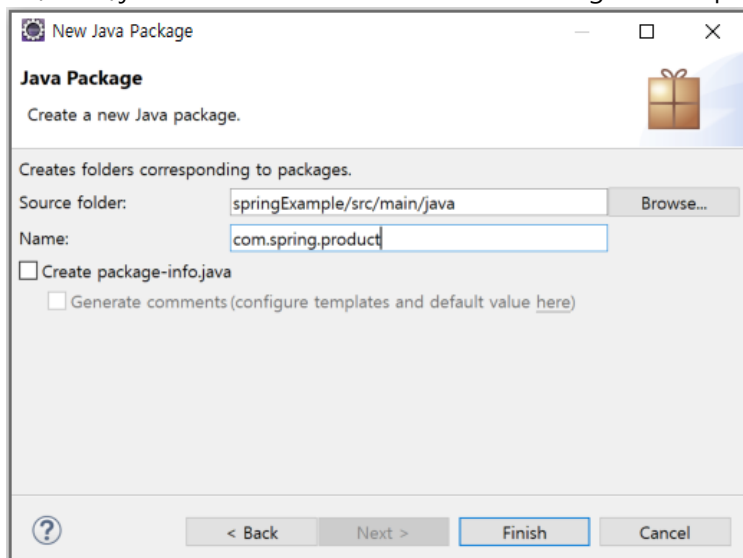 New Java Package
Java Package
Create a new Java package.
Creates folders corresponding to packages.
Source folder: springExample/src/main/java Browse...
Name: com.spring.product
Create package-info.java
Generate comments (configure templates and default value here)
? < Back Next > Finish Cancel